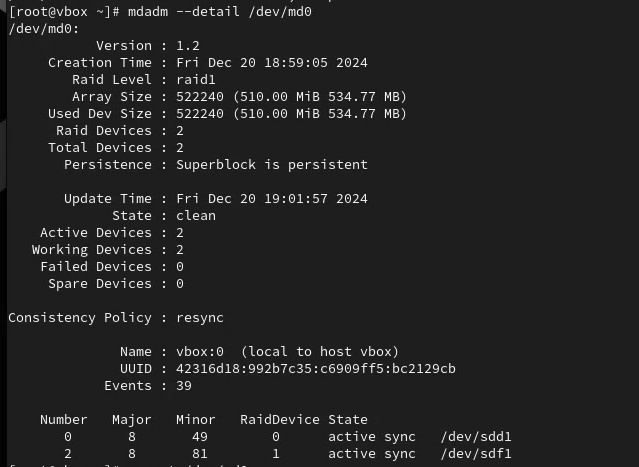 [root@vbox ~]# mdadm --detail /dev/md0
/dev/md0:
Version : 1.2
Creation Time : Fri Dec 20 18:59:05 2024
Raid Level : raid1
Array Size : 522240 (510.00 MiB 534.77 MB)
Used Dev Size : 522240 (510.00 MiB 534.77 MB)
Raid Devices : 2
Total Devices : 2
Persistence : Superblock is persistent
Update Time : Fri Dec 20 19:01:57 2024
State : clean
Active Devices : 2
Working Devices : 2
Failed Devices : 0
Spare Devices : 0
Consistency Policy : resync
Name : vbox:0 (local to host vbox)
UUID : 42316d18:992b7c35:c6909ff5:bc2129cb
Events : 39
Number Major Minor RaidDevice State
0 8 49 0 active sync /dev/sdd1
2 8 81 1 active sync /dev/sdf1